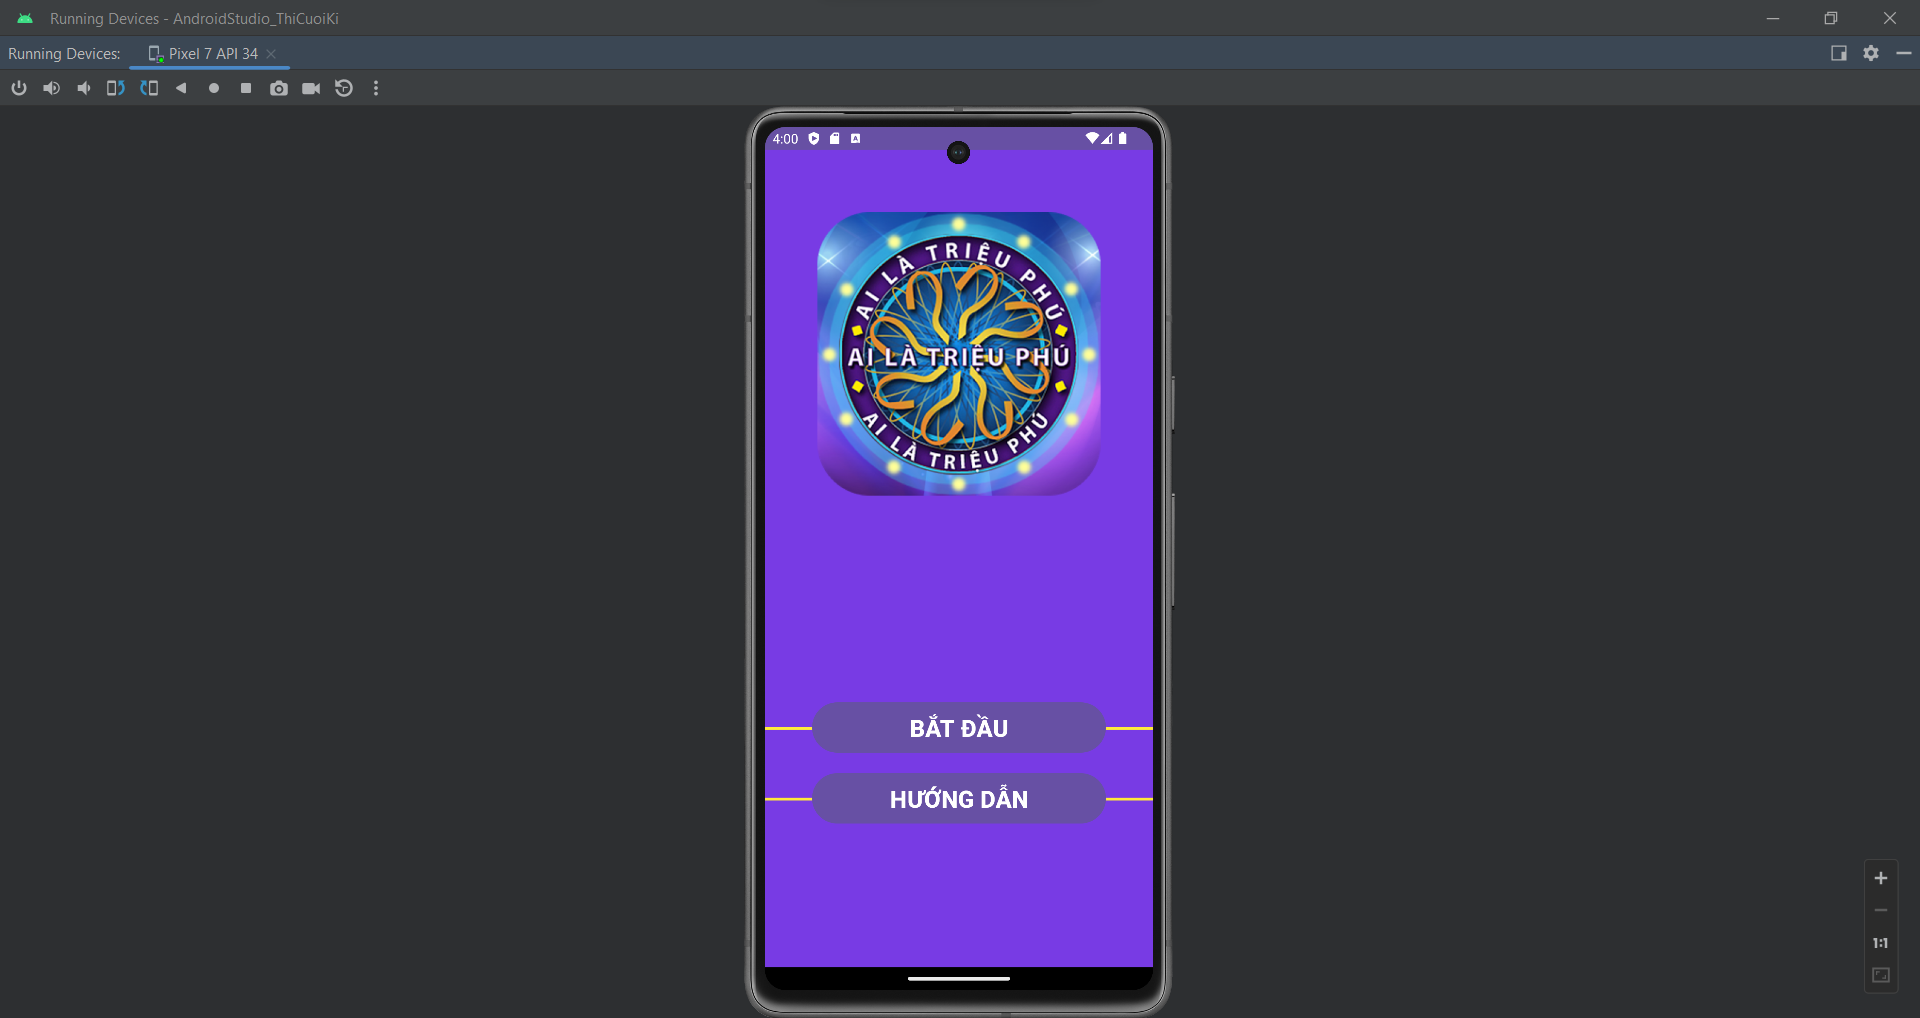 Running Devices - AndroidStudio_ThiCuoiKi
Running Devices:
Pixel 7 API 34
4:00
AI LÀ TRIỆU PHÚ
AI LÀ TRIỆU PHÚ
AI LÀ TRIỆU PHÚ
BẮT ĐẦU
HƯỚNG DẪN
1:1